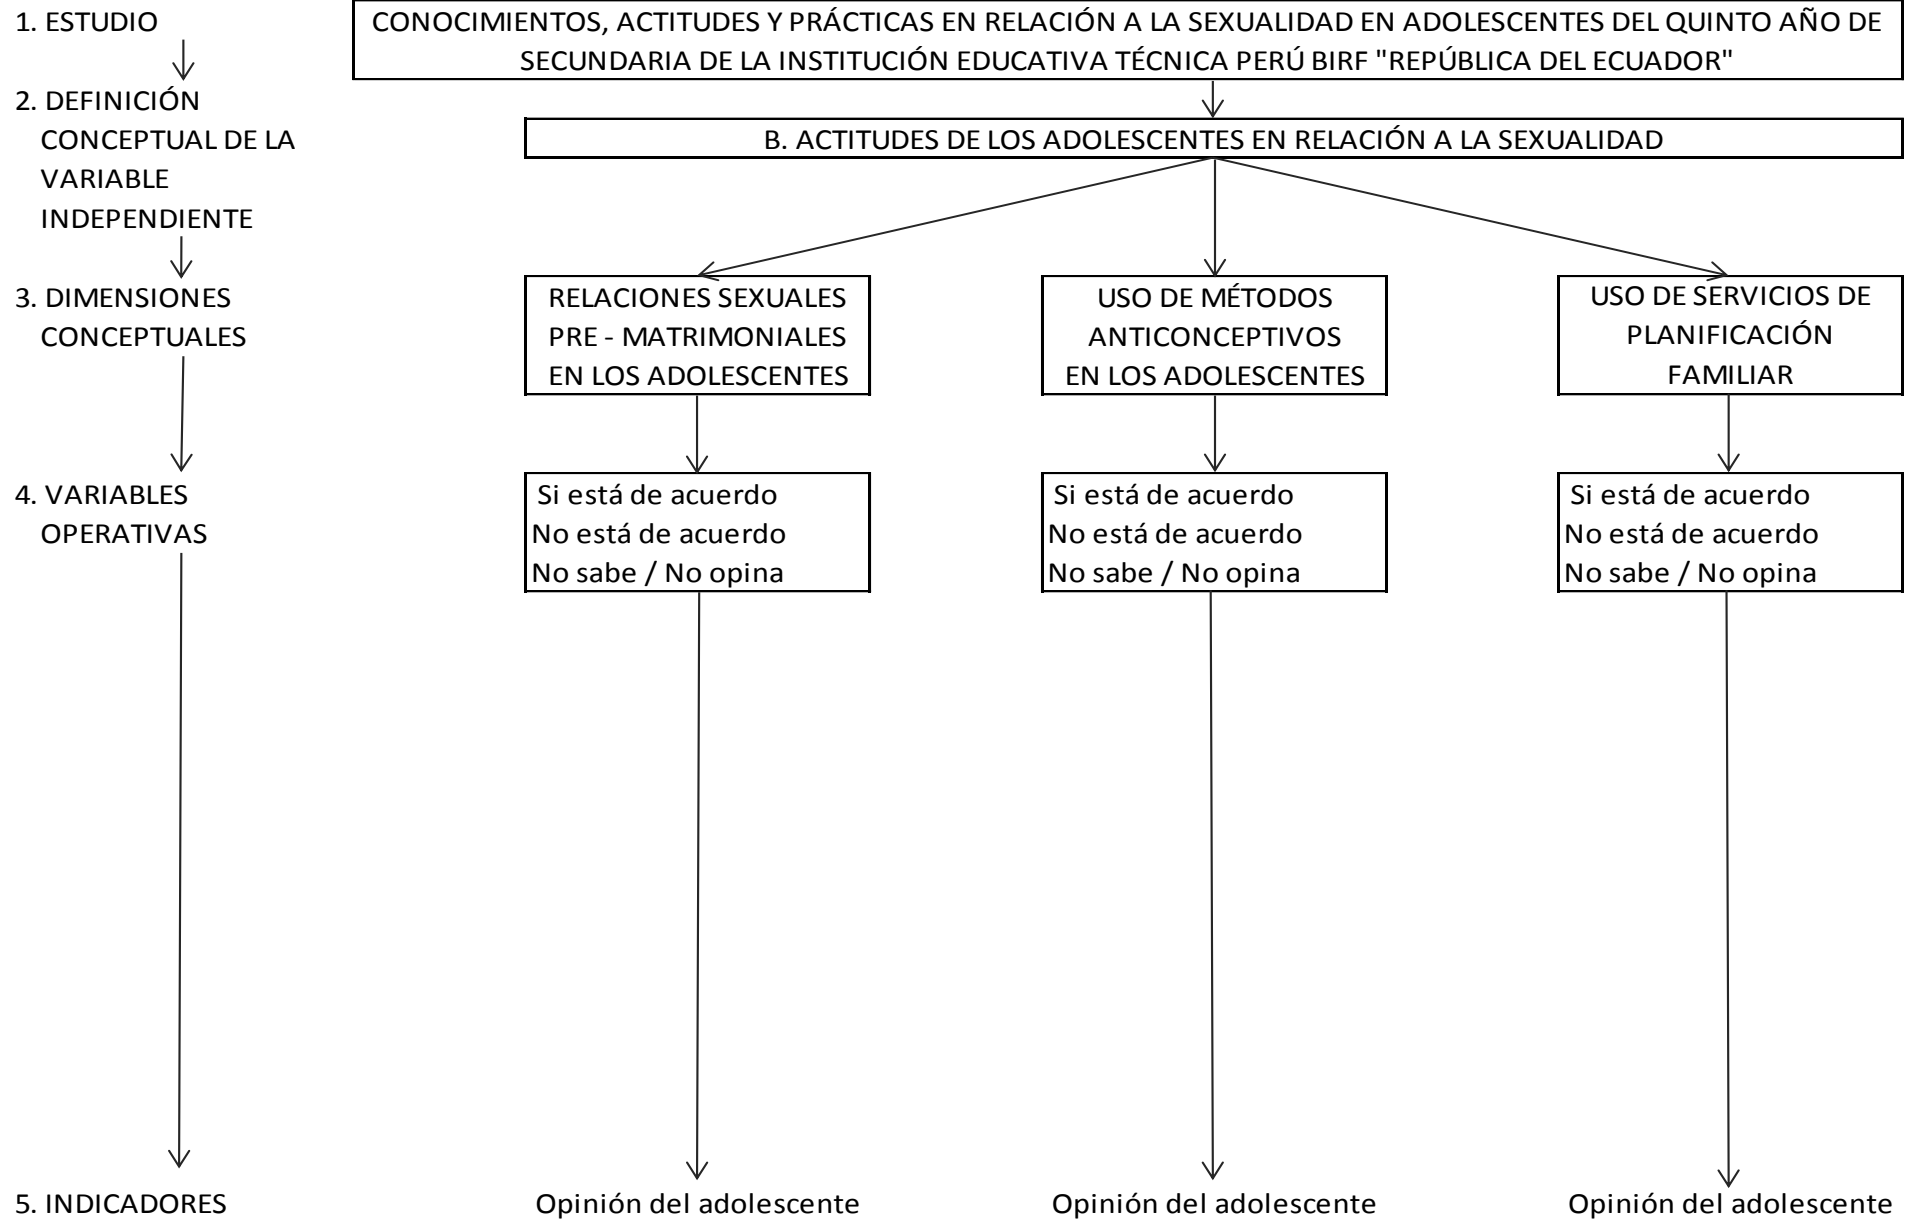 1. ESTUDIO
CONOCIMIENTOS, ACTITUDES Y PRÁCTICAS EN RELACIÓN A LA SEXUALIDAD EN ADOLESCENTES DEL QUINTO AÑO DE
SECUNDARIA DE LA INSTITUCIÓN EDUCATIVA TÉCNICA PERÚ BIRF "REPÚBLICA DEL ECUADOR"
2. DEFINICIÓN
CONCEPTUAL DE LA
VARIABLE
INDEPENDIENTE
B. ACTITUDES DE LOS ADOLESCENTES EN RELACIÓN A LA SEXUALIDAD
3. DIMENSIONES
CONCEPTUALES
RELACIONES SEXUALES
PRE - MATRIMONIALES
EN LOS ADOLESCENTES
USO DE MÉTODOS
ANTICONCEPTIVOS
EN LOS ADOLESCENTES
USO DE SERVICIOS DE
PLANIFICACIÓN
FAMILIAR
4. VARIABLES
OPERATIVAS
Si está de acuerdo
No está de acuerdo
No sabe / No opina
Si está de acuerdo
No está de acuerdo
No sabe / No opina
Si está de acuerdo
No está de acuerdo
No sabe / No opina
5. INDICADORES
Opinión del adolescente
Opinión del adolescente
Opinión del adolescente